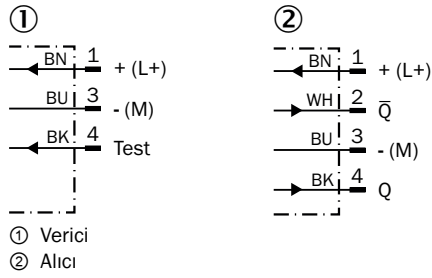 ①
BN 1 + (L+)
BU 3 - (M)
BK 4 Test
②
BN 1 + (L+)
WH 2 Q̅
BU 3 - (M)
BK 4 Q
① Verici
② Alıcı